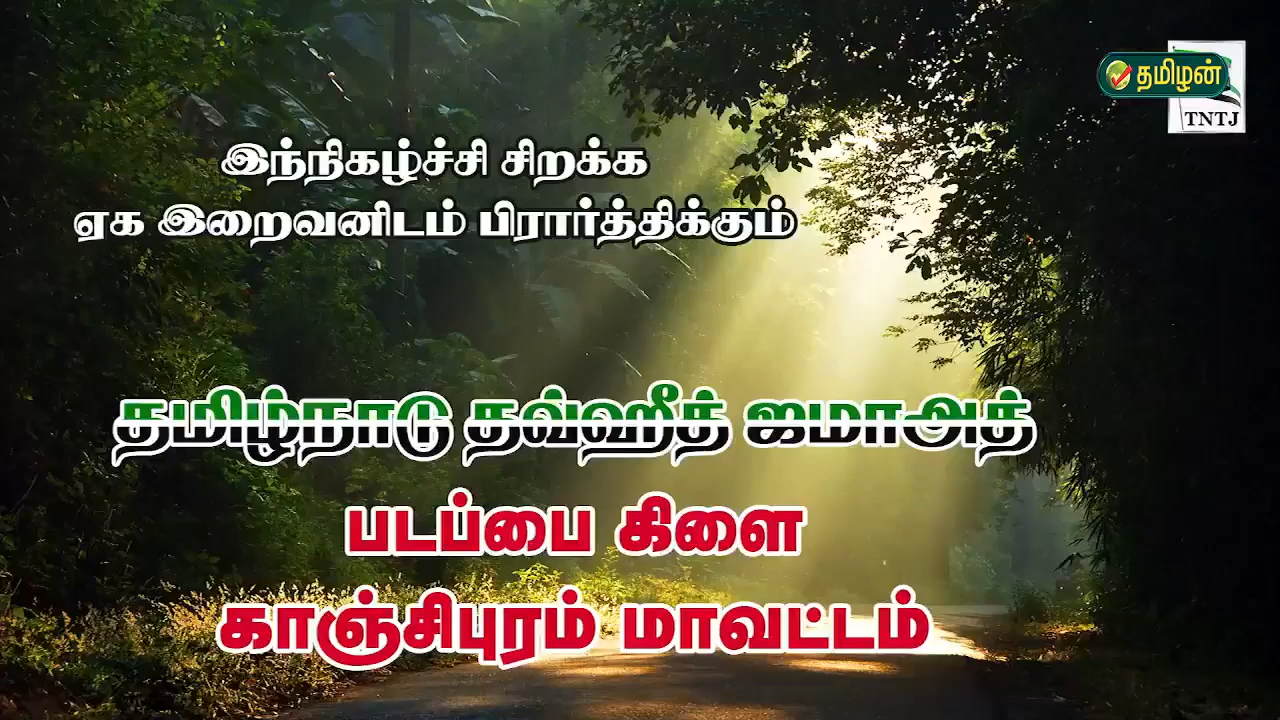 தமிழன்
TNTJ
இந்நிகழ்ச்சி சிறக்க
ஏக இறைவனிடம் பிரார்த்திக்கும்
தமிழ்நாடு தவ்ஹீத் ஜமாஅத்
படப்பை கிளை
காஞ்சிபுரம் மாவட்டம்